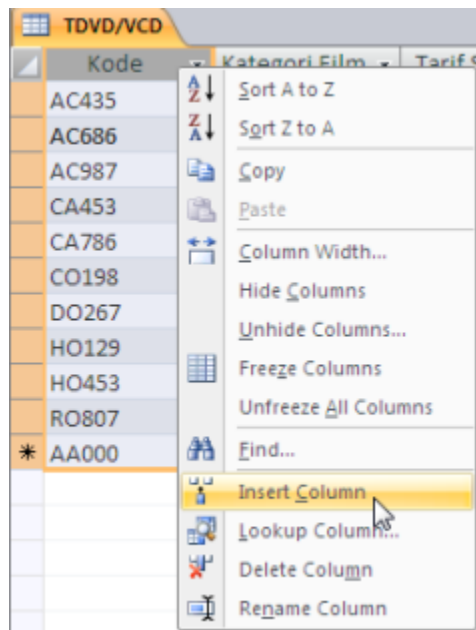 TDVD/VCD
Kode Kategori Film Tarif S
AC435
AC686
AC987
CA453
CA786
CO198
DO267
HO129
HO453
RO807
AA000
Sort A to Z
Sort Z to A
Copy
Paste
Column Width...
Hide Columns
Unhide Columns...
Freeze Columns
Unfreeze All Columns
Find...
Insert Column
Lookup Column...
Delete Column
Rename Column